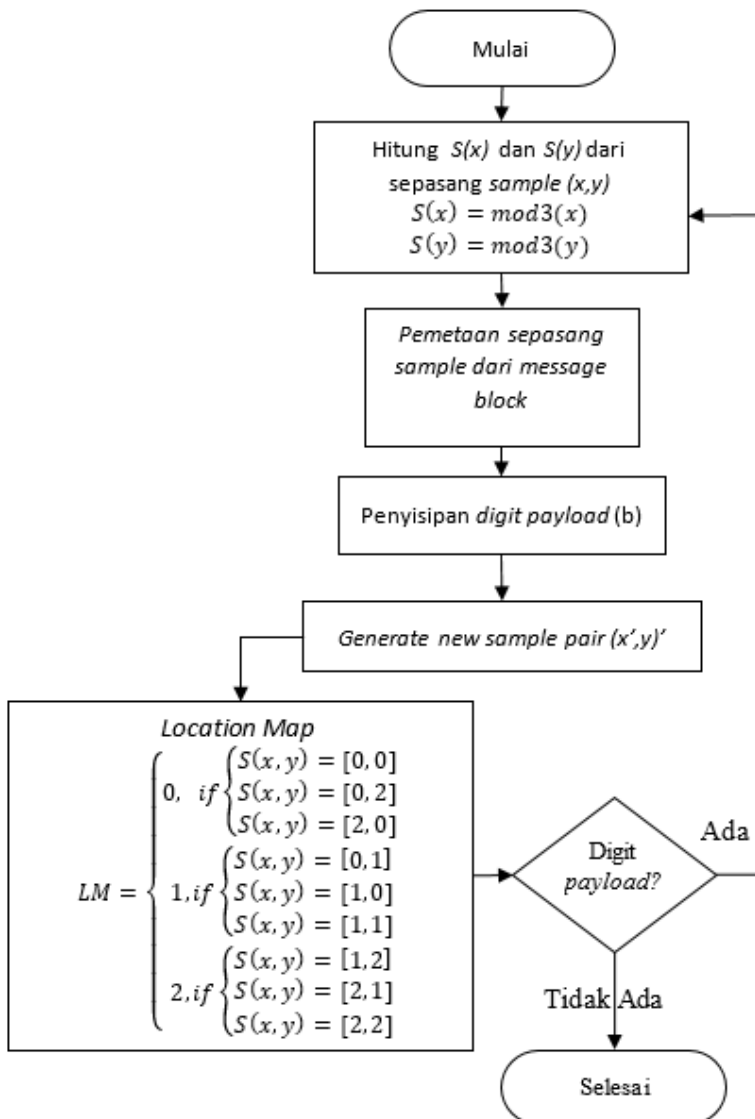 Mulai
Hitung S(x) dan S(y) dari
sepasang sample (x,y)
S(x) = mod3(x)
S(y) = mod3(y)
Pemetaan sepasang
sample dari message
block
Penyisipan digit payload (b)
Generate new sample pair (x',y)'
Location Map
LM =
0, if
S(x, y) = [0, 0]
S(x, y) = [0, 2]
S(x, y) = [2, 0]
1, if
S(x, y) = [0, 1]
S(x, y) = [1, 0]
S(x, y) = [1, 1]
2, if
S(x, y) = [1, 2]
S(x, y) = [2, 1]
S(x, y) = [2, 2]
Digit
payload?
Ada
Tidak Ada
Selesai